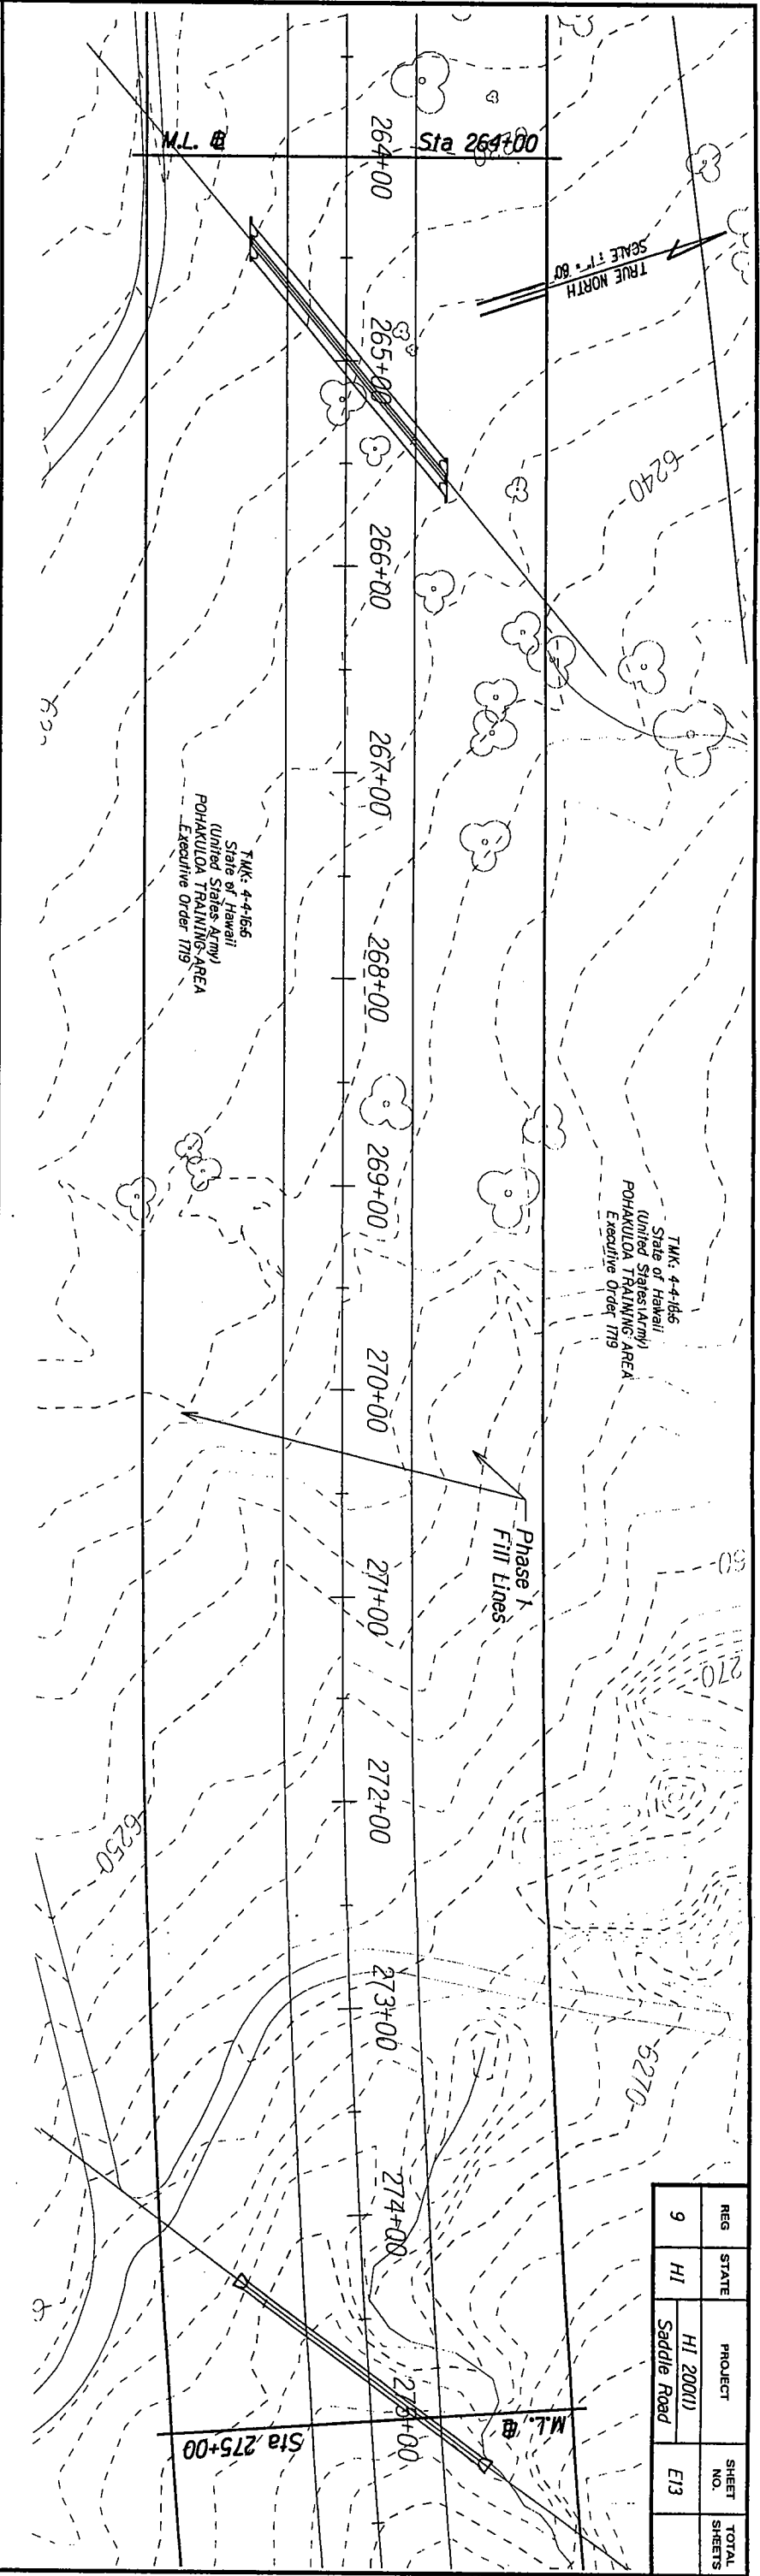 REG
STATE
PROJECT
SHEET NO.
TOTAL SHEETS
9
HI
HI 200(1)
Saddle Road
E13
M.L.
Sta 264+00
TRUE NORTH
SCALE : 1" = 60'
264+00
265+00
266+00
267+00
268+00
269+00
270+00
271+00
272+00
273+00
274+00
275+00
6240
TMK: 4-4-16:6
State of Hawaii
(United States Army)
POHAKULOA TRAINING AREA
Executive Order 1719
TMK: 4-4-16:6
State of Hawaii
(United States Army)
POHAKULOA TRAINING AREA
Executive Order 1719
Phase 1
Fill Lines
60
270
6250
6270
M.L.
Sta 275+00